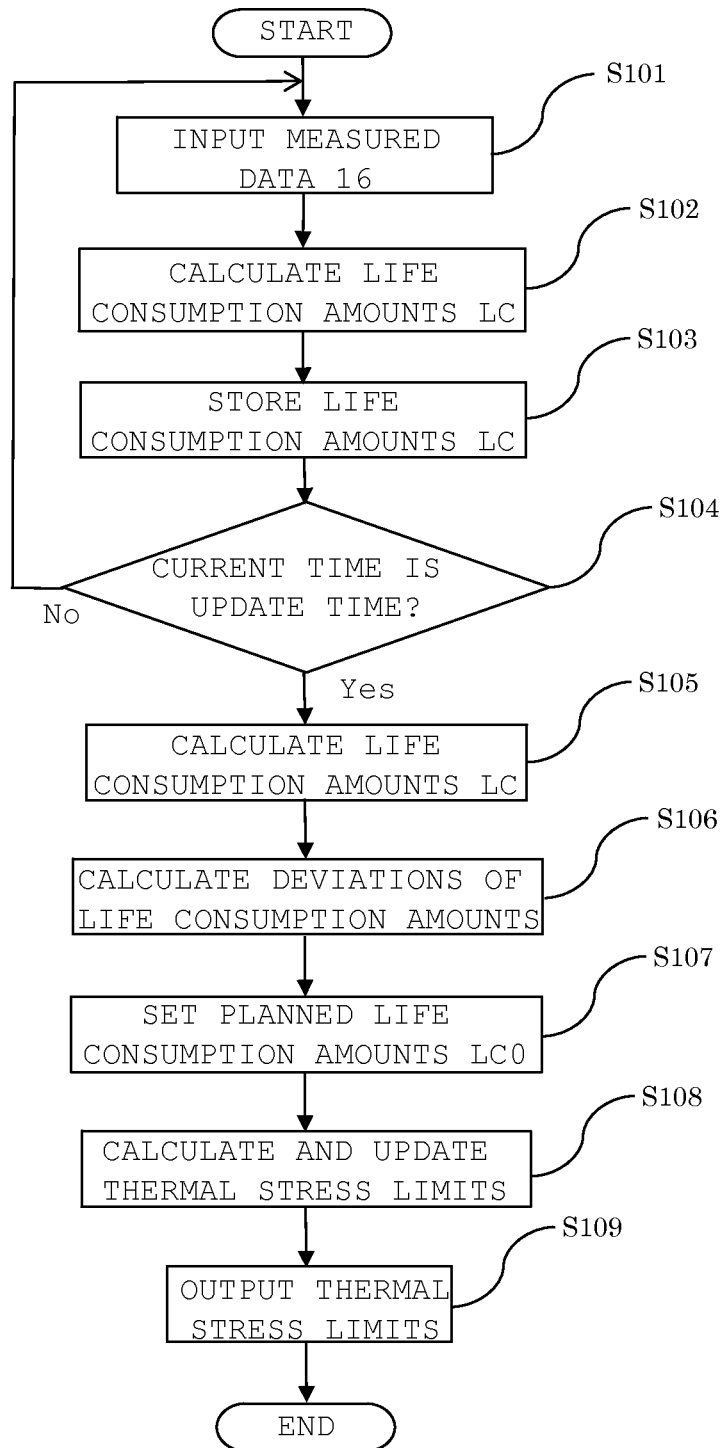 START
S101
INPUT MEASURED
DATA 16
S102
CALCULATE LIFE
CONSUMPTION AMOUNTS LC
S103
STORE LIFE
CONSUMPTION AMOUNTS LC
S104
CURRENT TIME IS
UPDATE TIME?
No
Yes
S105
CALCULATE LIFE
CONSUMPTION AMOUNTS LC
S106
CALCULATE DEVIATIONS OF
LIFE CONSUMPTION AMOUNTS
S107
SET PLANNED LIFE
CONSUMPTION AMOUNTS LC0
S108
CALCULATE AND UPDATE
THERMAL STRESS LIMITS
S109
OUTPUT THERMAL
STRESS LIMITS
END